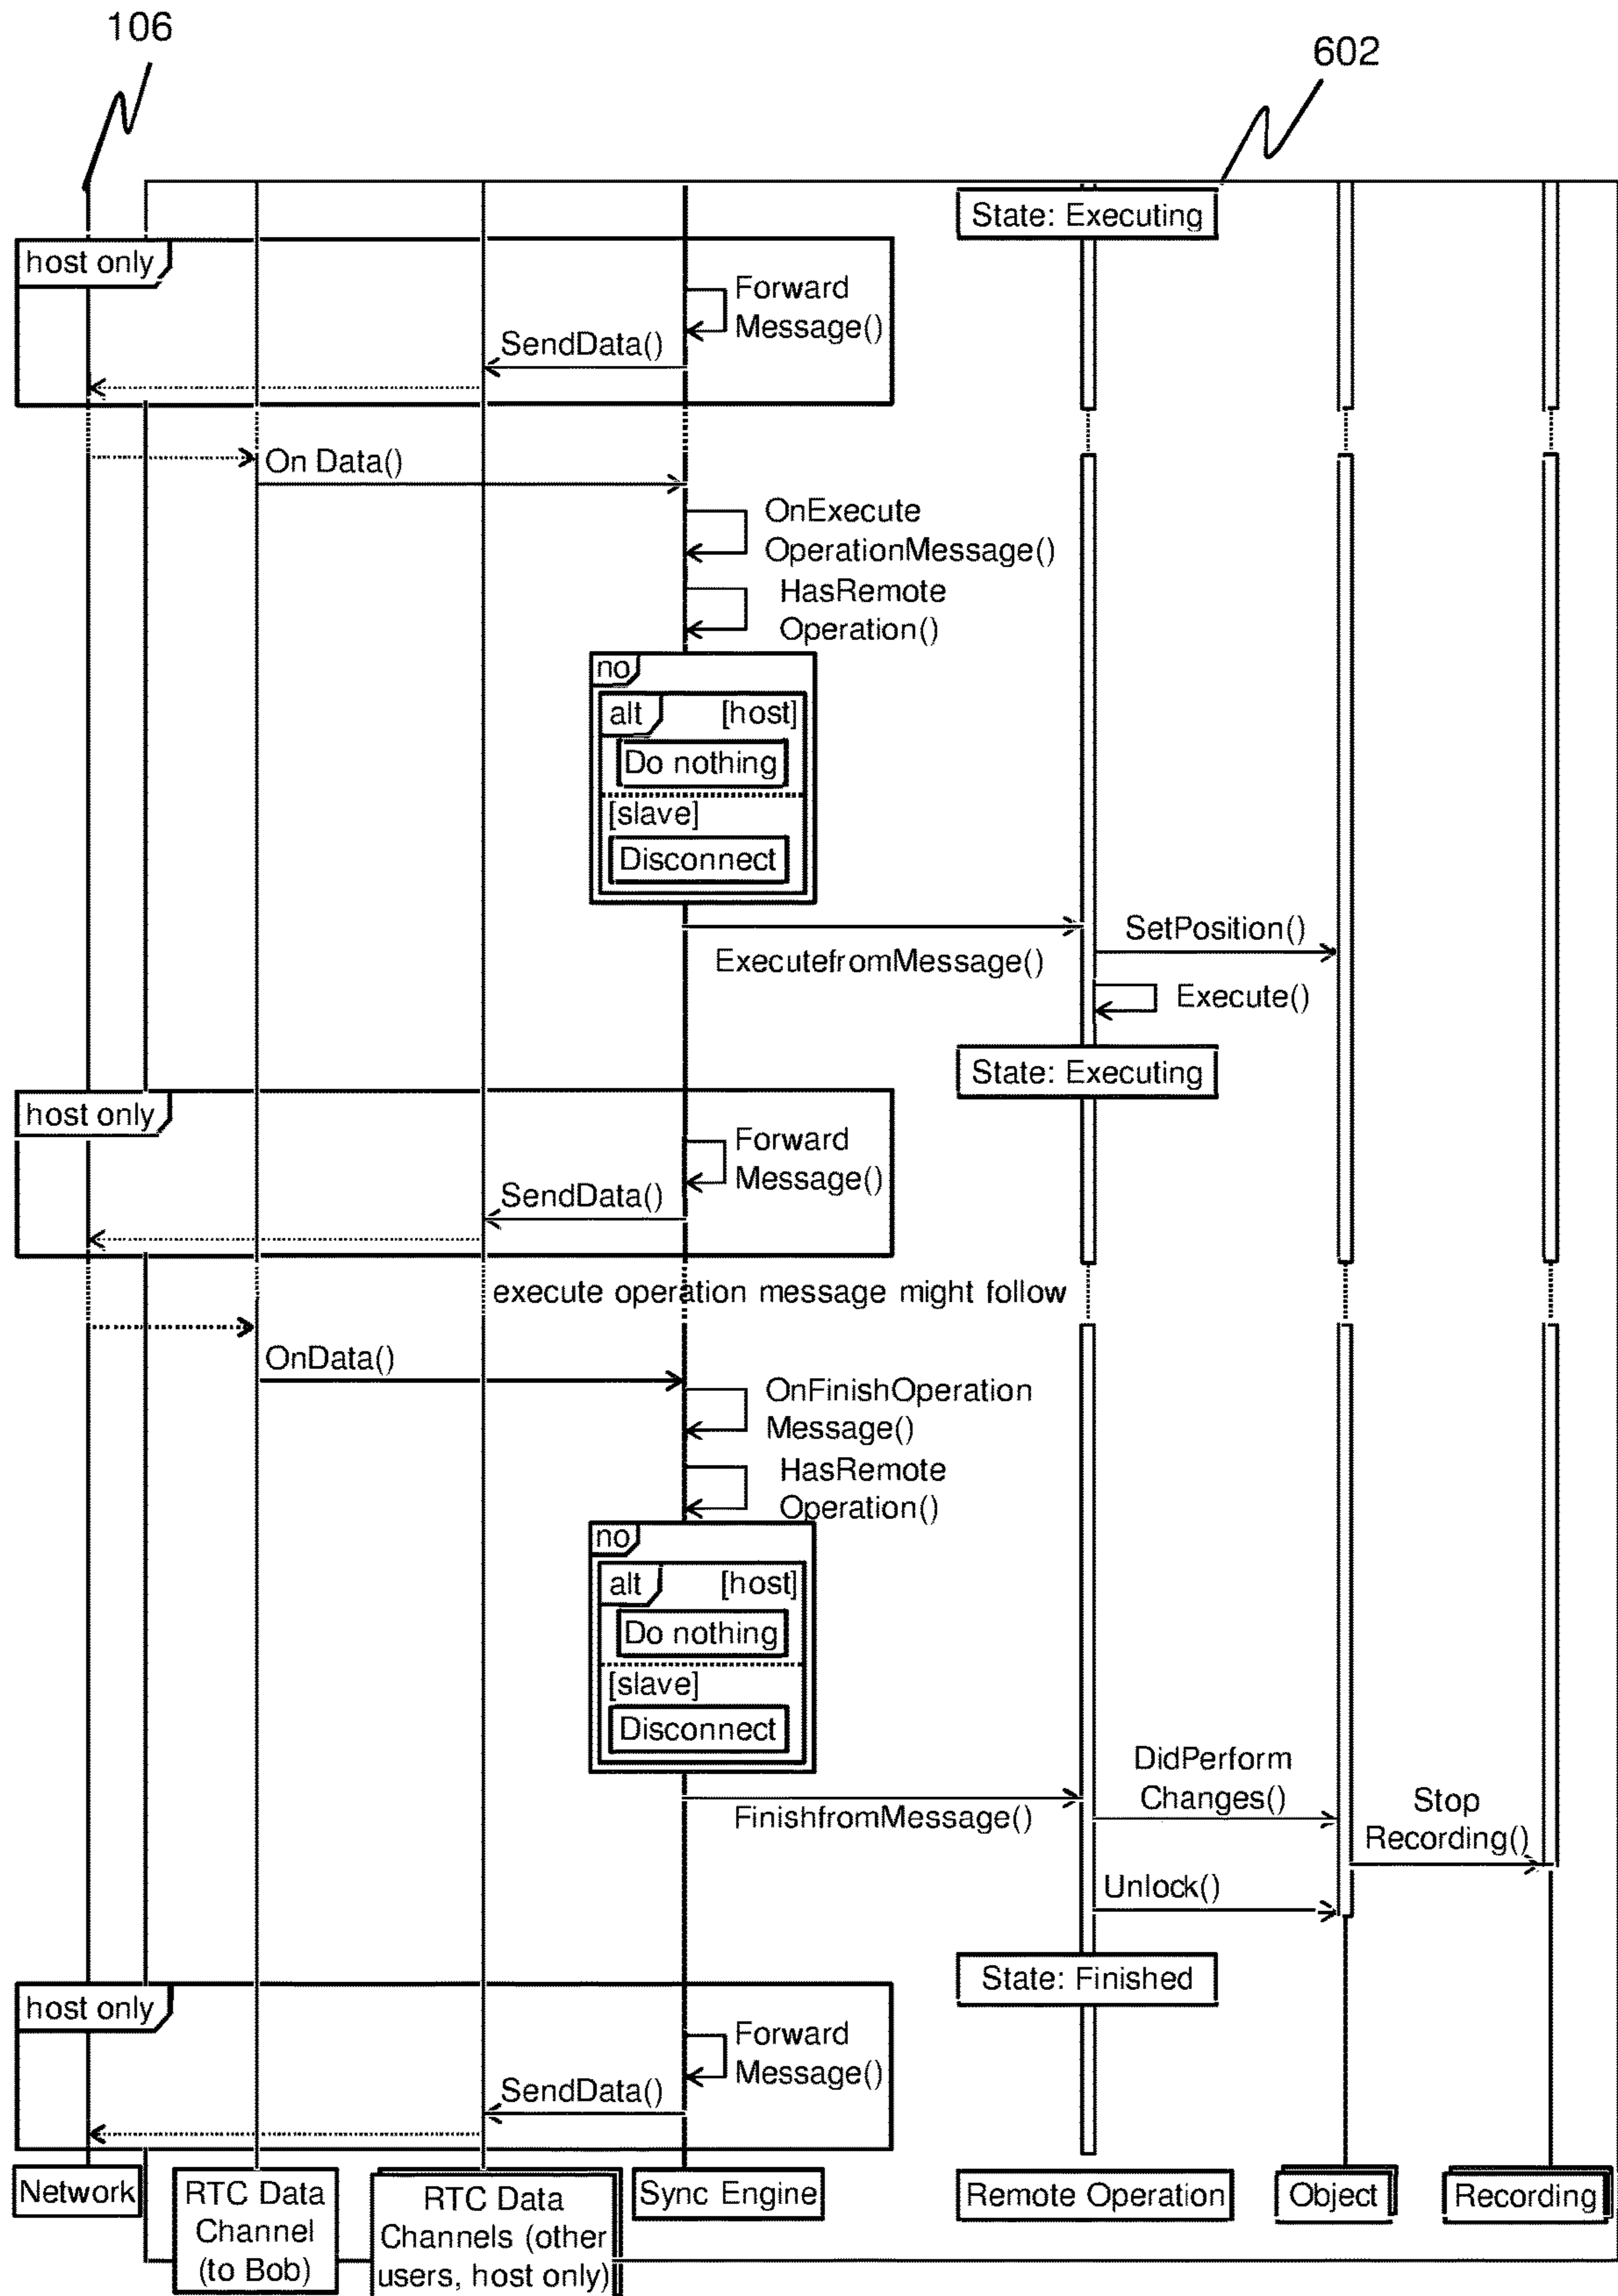 106
602
State: Executing
host only
Forward
Message()
SendData()
On Data()
OnExecute
OperationMessage()
HasRemote
Operation()
no
alt [host]
Do nothing
[slave]
Disconnect
SetPosition()
ExecutefromMessage()
Execute()
State: Executing
host only
Forward
Message()
SendData()
execute operation message might follow
OnData()
OnFinishOperation
Message()
HasRemote
Operation()
no
alt [host]
Do nothing
[slave]
Disconnect
DidPerform
Changes()
FinishfromMessage()
Stop
Recording()
Unlock()
State: Finished
host only
Forward
Message()
SendData()
Network
RTC Data
Channel
(to Bob)
RTC Data
Channels (other
users, host only)
Sync Engine
Remote Operation
Object
Recording